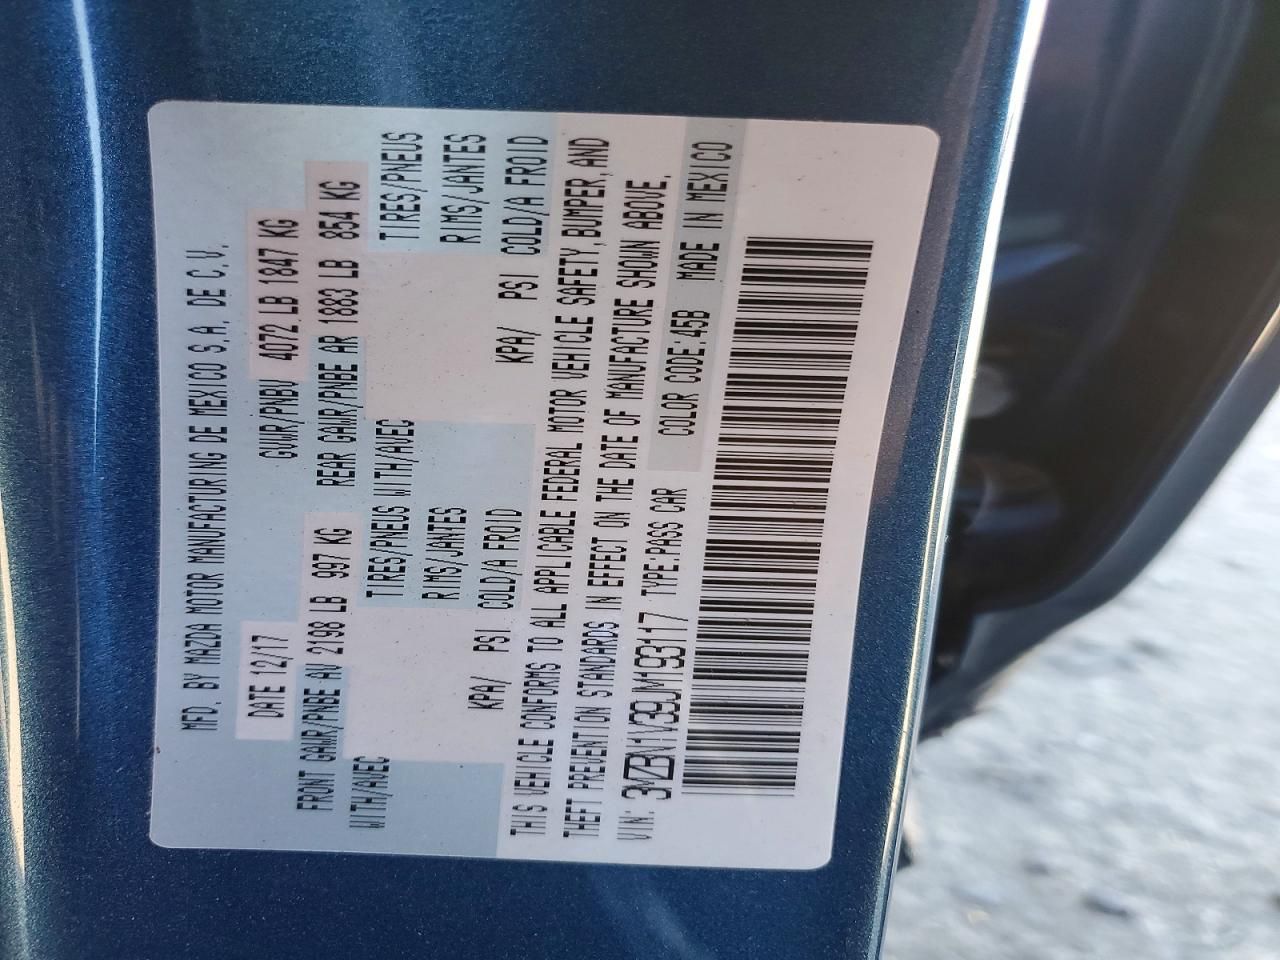 MFD. BY MAZDA MOTOR MANUFACTURING DE MEXICO S.A. DE C.V.
DATE 12/17 GVWR/PNBV 4072 LB 1847 KG
FRONT GAWR/PNBE AV 2198 LB 997 KG REAR GAWR/PNBE AR 1883 LB 854 KG
WITH/AVEC TIRES/PNEUS WITH/AVEC TIRES/PNEUS
RIMS/JANTES RIMS/JANTES
KPA/ PSI COLD/A FROID KPA/ PSI COLD/A FROID
THIS VEHICLE CONFORMS TO ALL APPLICABLE FEDERAL MOTOR VEHICLE SAFETY, BUMPER, AND
THEFT PREVENTION STANDARDS IN EFFECT ON THE DATE OF MANUFACTURE SHOWN ABOVE.
VIN: 3MZBN1V39JM193117 TYPE:PASS CAR COLOR CODE:45B MADE IN MEXICO